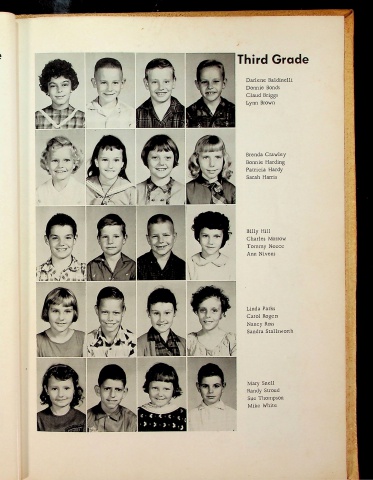 Third Grade
Darlene Baldinelli
Donnie Bonds
Claud Briggs
Lynn Brown
Brenda Crawley
Bonnie Harding
Patricia Hardy
Sarah Harris
Billy Hill
Charles Morrow
Tommy Neece
Ann Nivens
Linda Parks
Carol Rogers
Nancy Ross
Sandra Stallsworth
Mary Snell
Randy Stroud
Sue Thompson
Mike White